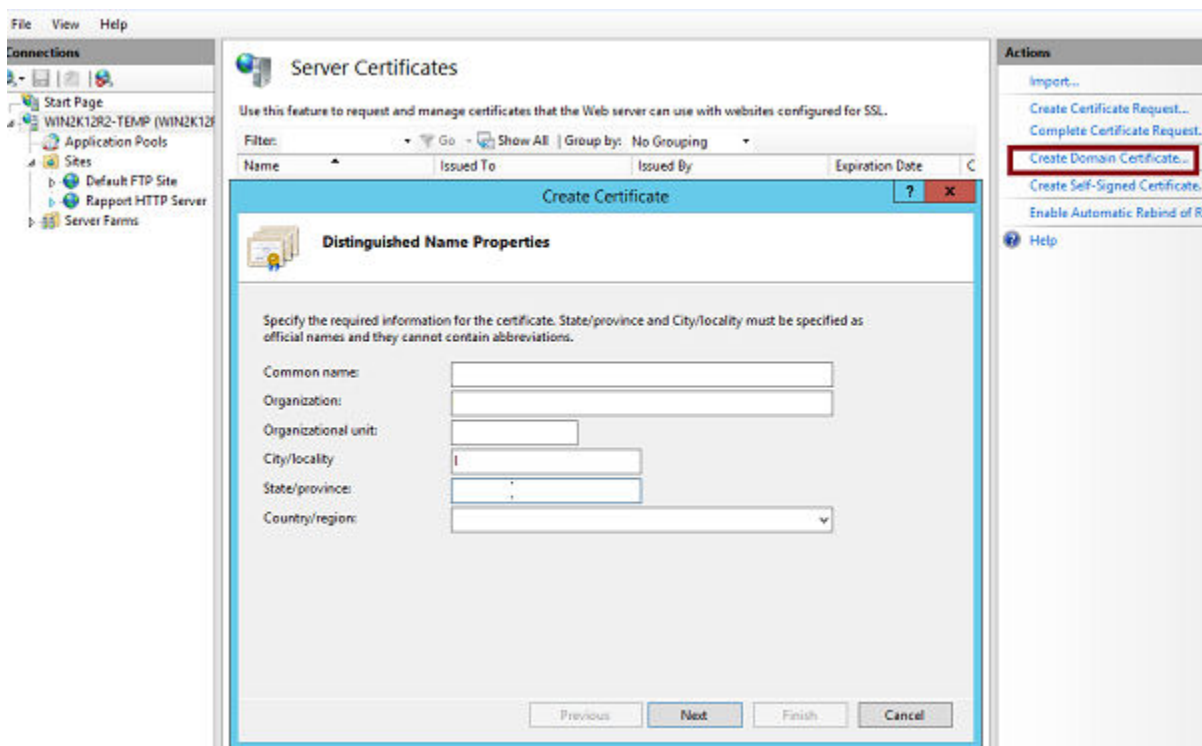 File View Help
Connections
Start Page
WIN2K12R2-TEMP (WIN2K12R
Application Pools
Sites
Default FTP Site
Rapport HTTP Server
Server Farms
Server Certificates
Use this feature to request and manage certificates that the Web server can use with websites configured for SSL.
Filter: Go Show All Group by: No Grouping
Name Issued To Issued By Expiration Date C
Create Certificate ? x
Distinguished Name Properties
Specify the required information for the certificate. State/province and City/locality must be specified as
official names and they cannot contain abbreviations.
Common name:
Organization:
Organizational unit:
City/locality
State/province:
Country/region:
Previous Next Finish Cancel
Actions
Import...
Create Certificate Request...
Complete Certificate Request.
Create Domain Certificate...
Create Self-Signed Certificate.
Enable Automatic Rebind of R
Help